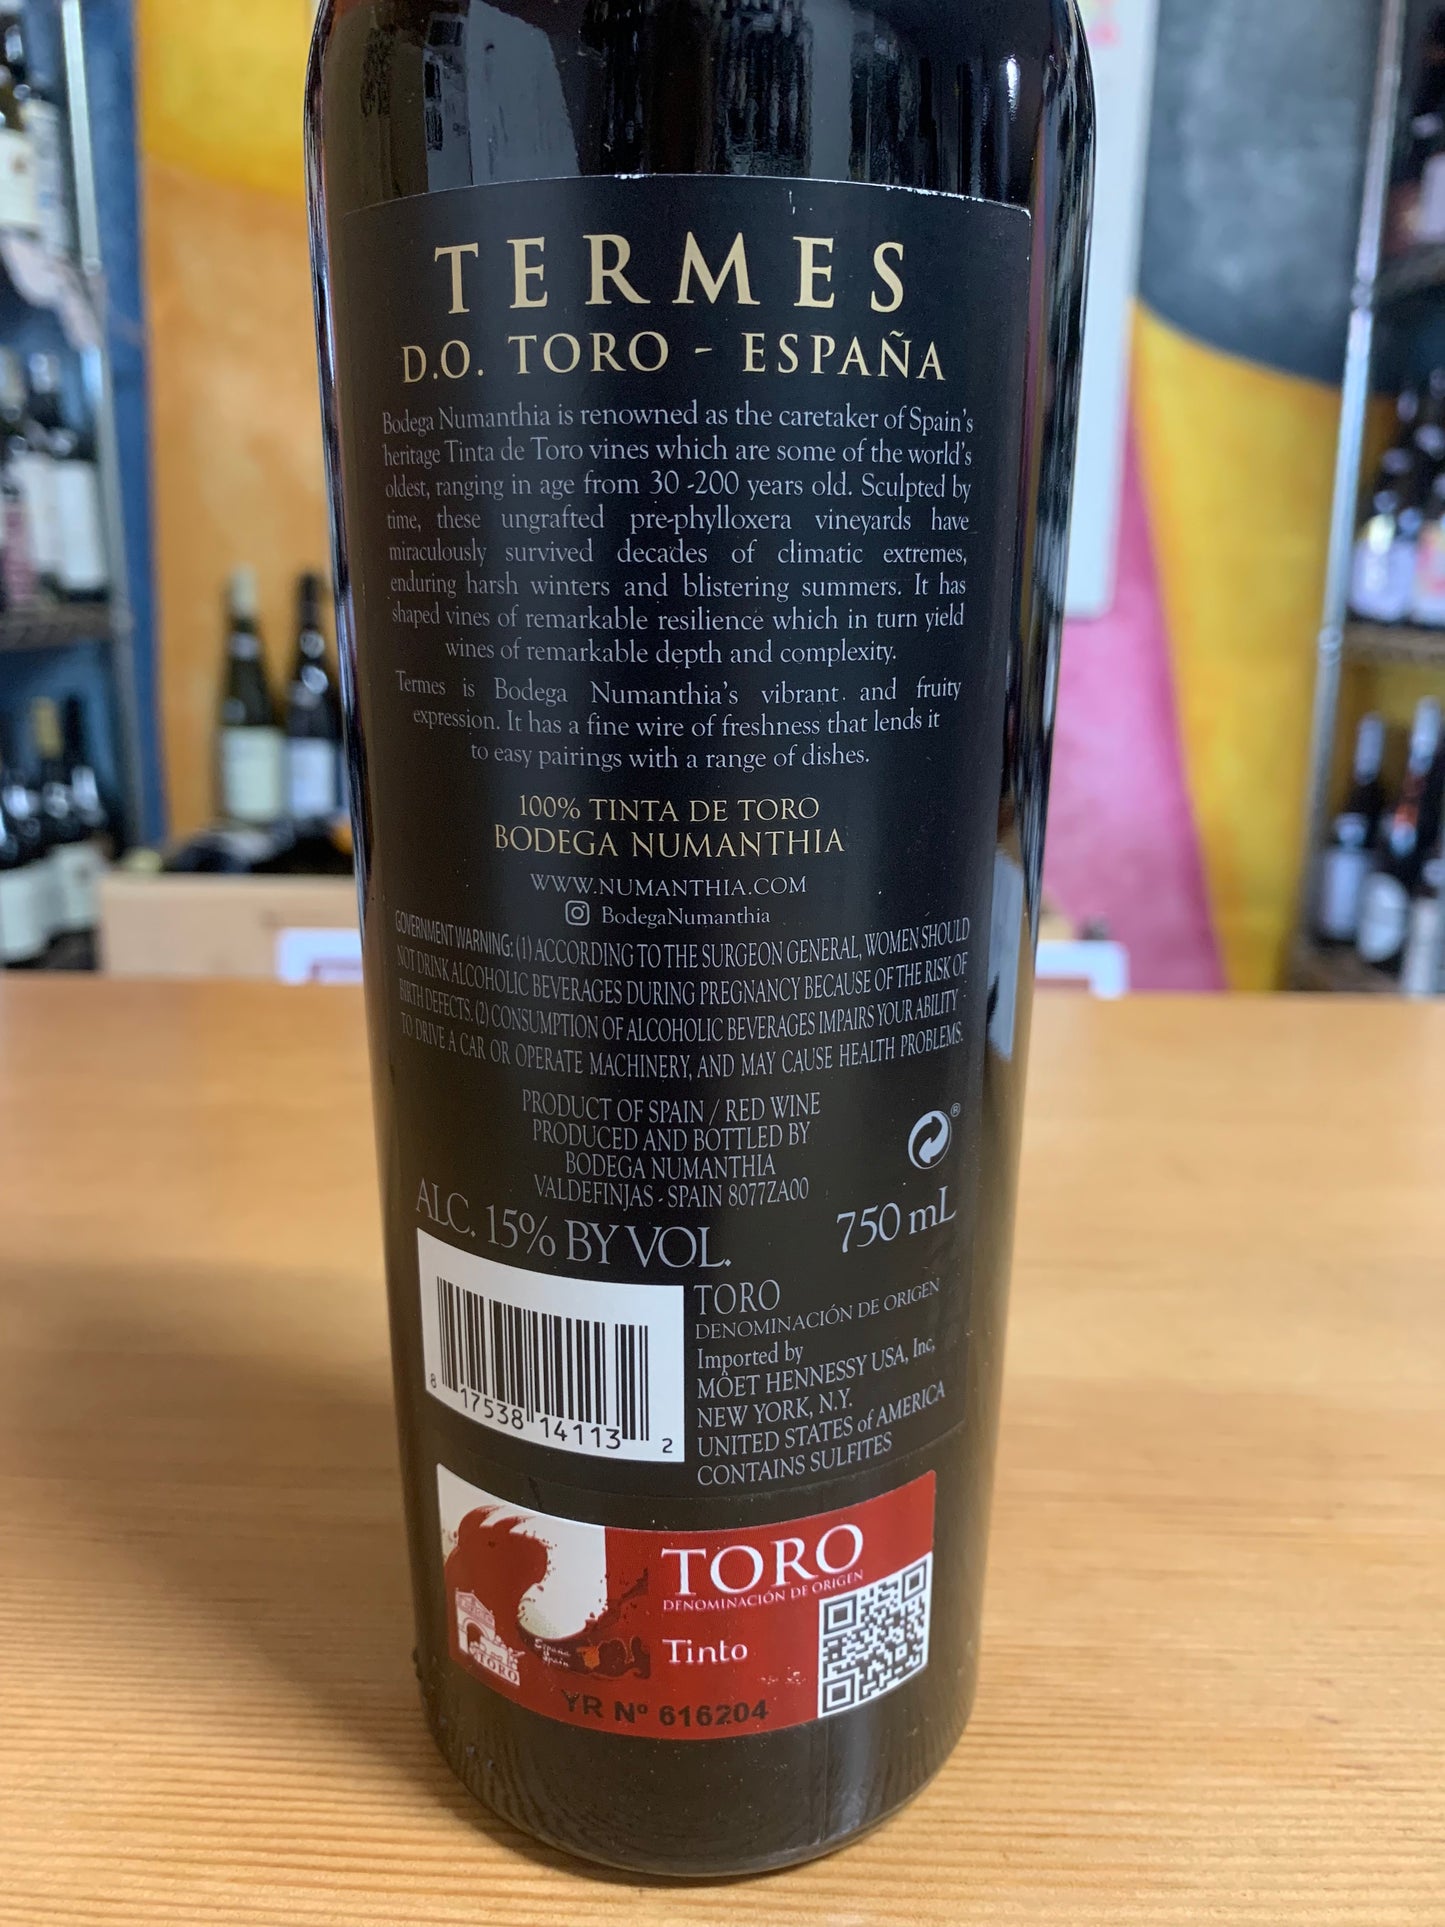 TERMES
D.O. TORO - ESPAÑA
Bodega Numanthia is renowned as the caretaker of Spain's
heritage Tinta de Toro vines which are some of the world's
oldest, ranging in age from 30 -200 years old. Sculpted by
time, these ungrafted pre-phylloxera vineyards have
miraculously survived decades of climatic extremes,
enduring harsh winters and blistering summers. It has
shaped vines of remarkable resilience which in turn yield
wines of remarkable depth and complexity.
Termes is Bodega Numanthia's vibrant and fruity
expression. It has a fine wire of freshness that lends it
to easy pairings with a range of dishes.
100% TINTA DE TORO
BODEGA NUMANTHIA
WWW.NUMANTHIA.COM
BodegaNumanthia
GOVERNMENT WARNING: (1) ACCORDING TO THE SURGEON GENERAL, WOMEN SHOULD
NOT DRINK ALCOHOLIC BEVERAGES DURING PREGNANCY BECAUSE OF THE RISK OF
BIRTH DEFECTS. (2) CONSUMPTION OF ALCOHOLIC BEVERAGES IMPAIRS YOUR ABILITY
TO DRIVE A CAR OR OPERATE MACHINERY, AND MAY CAUSE HEALTH PROBLEMS.
PRODUCT OF SPAIN / RED WINE
PRODUCED AND BOTTLED BY
BODEGA NUMANTHIA
VALDEFINJAS - SPAIN 8077ZA00
®
ALC. 15% BY VOL.
750 mL
8 17538 14113 2
TORO
DENOMINACIÓN DE ORIGEN
Imported by
MÔET HENNESSY USA, Inc,
NEW YORK, N.Y.
UNITED STATES of AMERICA
CONTAINS SULFITES
TORO
DENOMINACIÓN DE ORIGEN
Tinto
España
Spain
TORO
YR Nº 616204